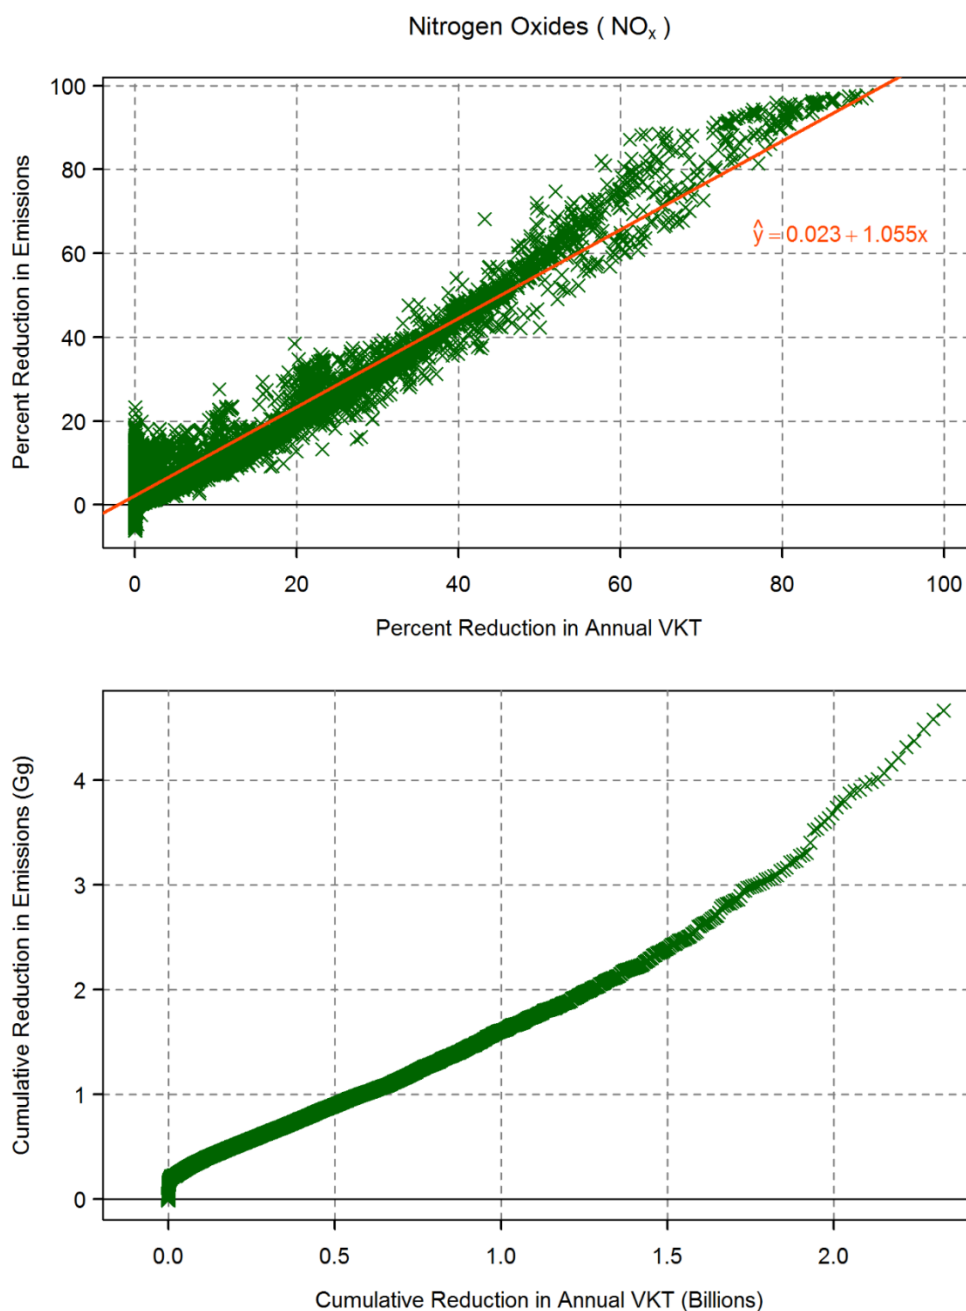 Nitrogen Oxides ( NOₓ )
100
80
60
40
20
0
Percent Reduction in Emissions
ŷ = 0.023 + 1.055x
0 20 40 60 80 100
Percent Reduction in Annual VKT
4
3
2
1
0
Cumulative Reduction in Emissions (Gg)
0.0 0.5 1.0 1.5 2.0
Cumulative Reduction in Annual VKT (Billions)